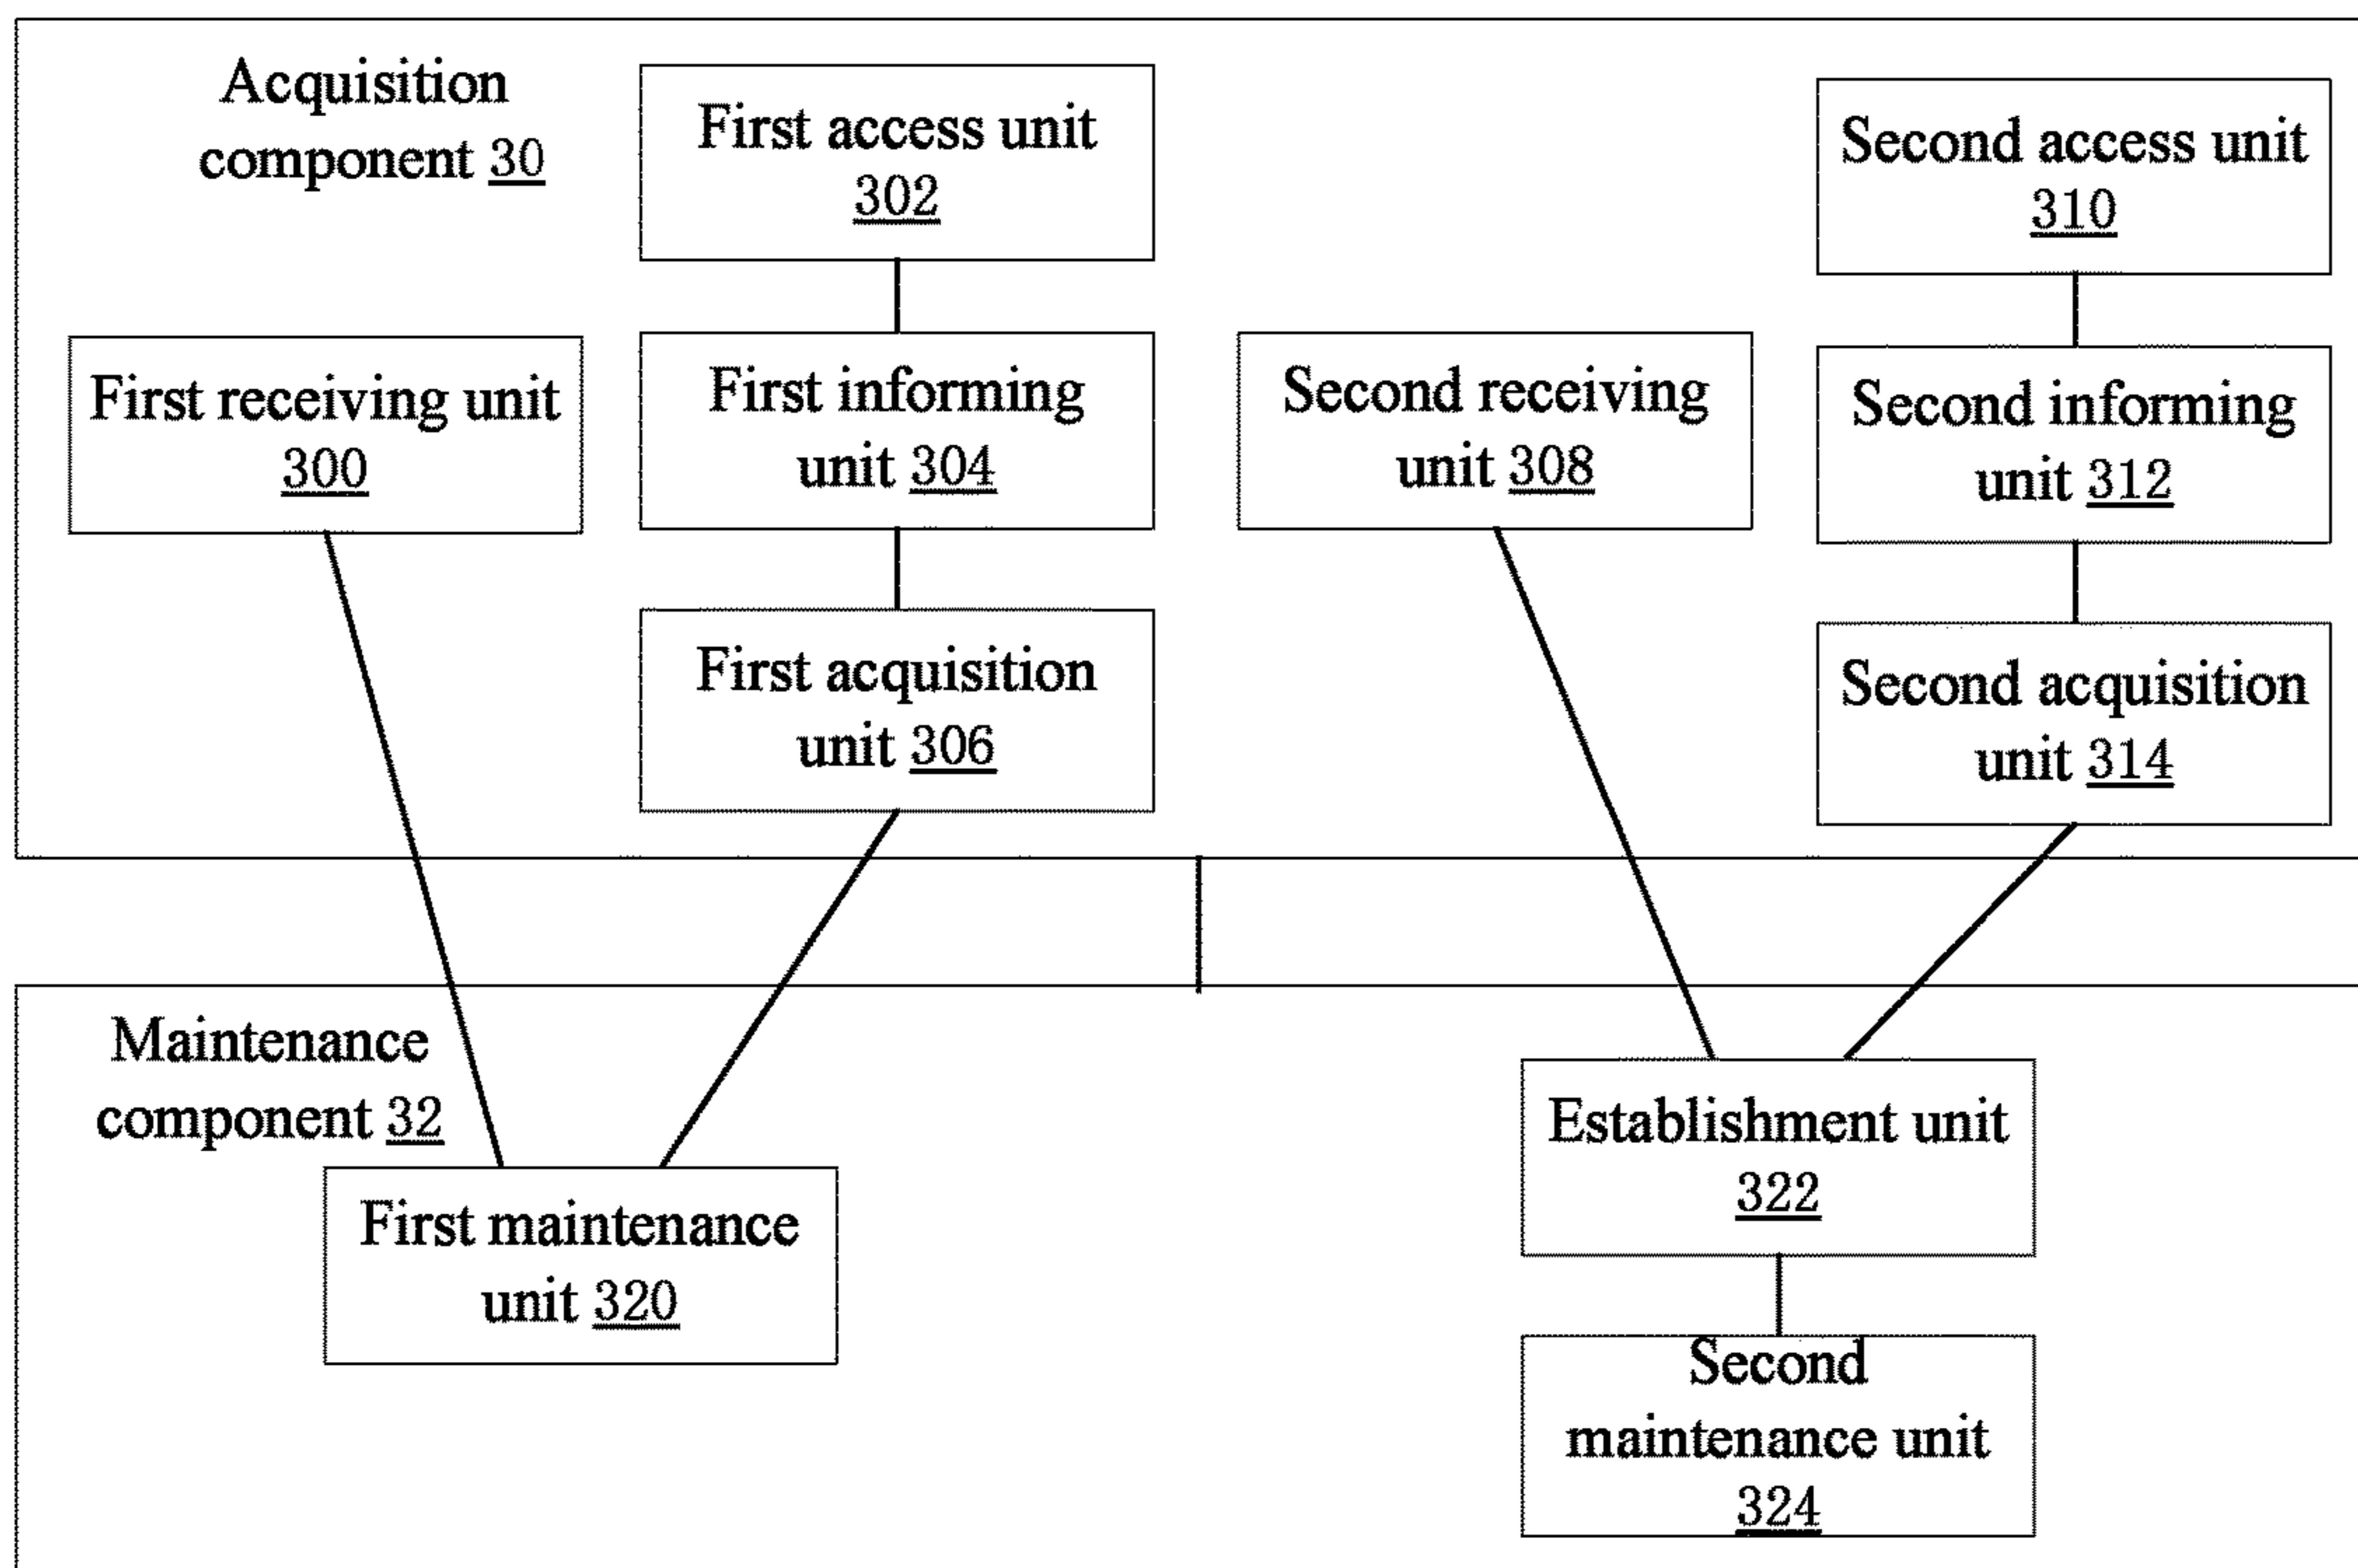 Acquisition
component 30
First access unit
302
Second access unit
310
First receiving unit
300
First informing
unit 304
Second receiving
unit 308
Second informing
unit 312
First acquisition
unit 306
Second acquisition
unit 314
Maintenance
component 32
First maintenance
unit 320
Establishment unit
322
Second
maintenance unit
324